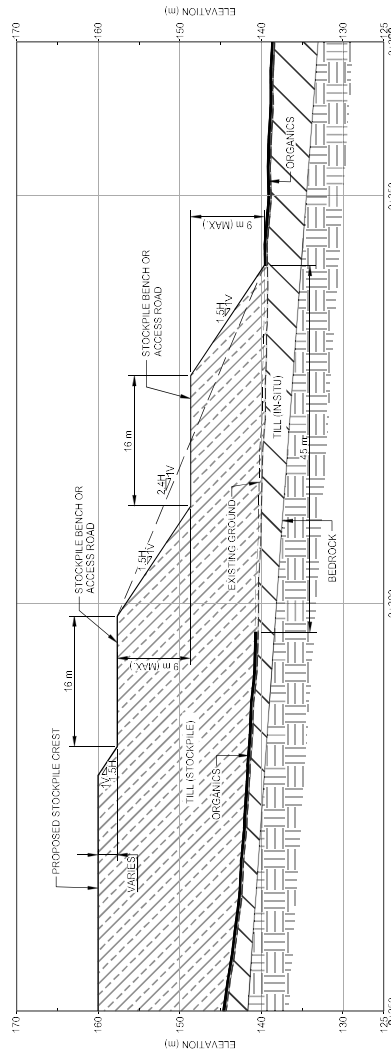 ELEVATION (m)
170
160
150
140
130
125
PROPOSED STOCKPILE CREST
VARIES
1V
1.5H
16 m
STOCKPILE BENCH OR
ACCESS ROAD
9 m (MAX.)
1.5H
1V
2.4H
1V
16 m
STOCKPILE BENCH OR
ACCESS ROAD
1.5H
1V
9 m (MAX.)
TILL (STOCKPILE)
ORGANICS
EXISTING GROUND
TILL (IN-SITU)
45 m
BEDROCK
ORGANICS
170
160
150
140
130
125
ELEVATION (m)